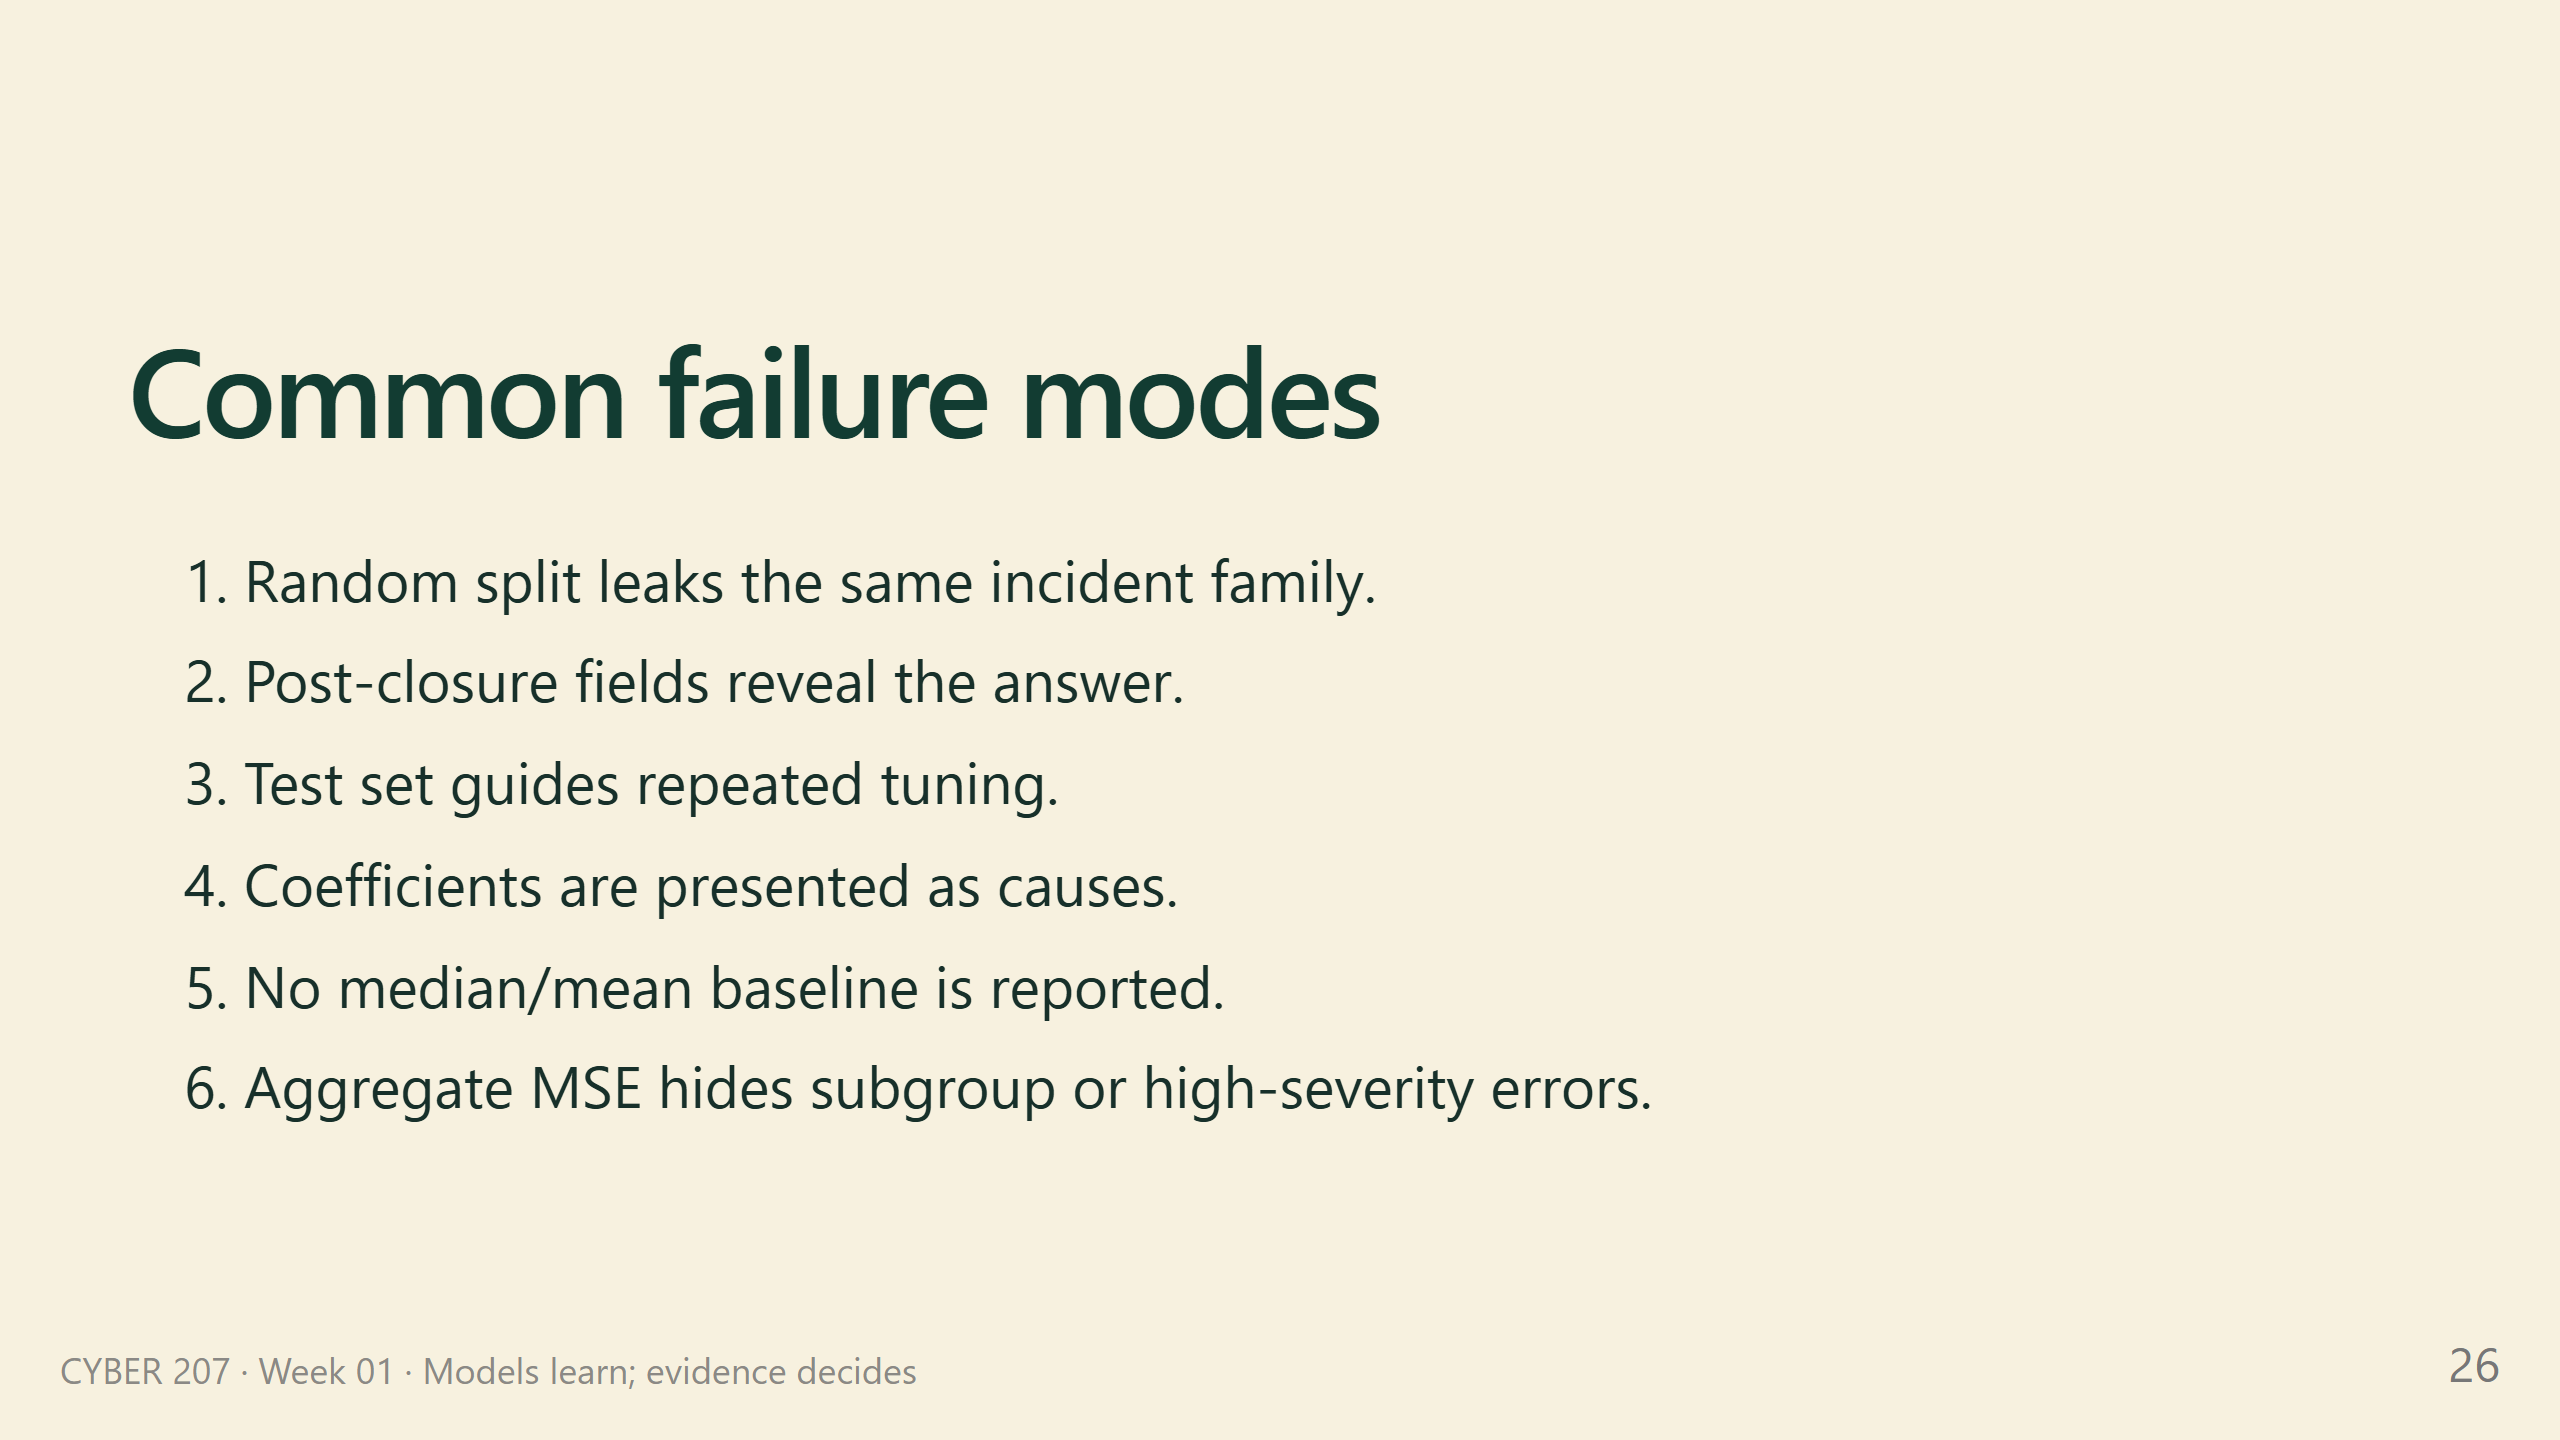 Common failure modes
1. Random split leaks the same incident family.
2. Post-closure fields reveal the answer.
3. Test set guides repeated tuning.
4. Coefficients are presented as causes.
5. No median/mean baseline is reported.
6. Aggregate MSE hides subgroup or high-severity errors.
CYBER 207 · Week 01 · Models learn; evidence decides
26